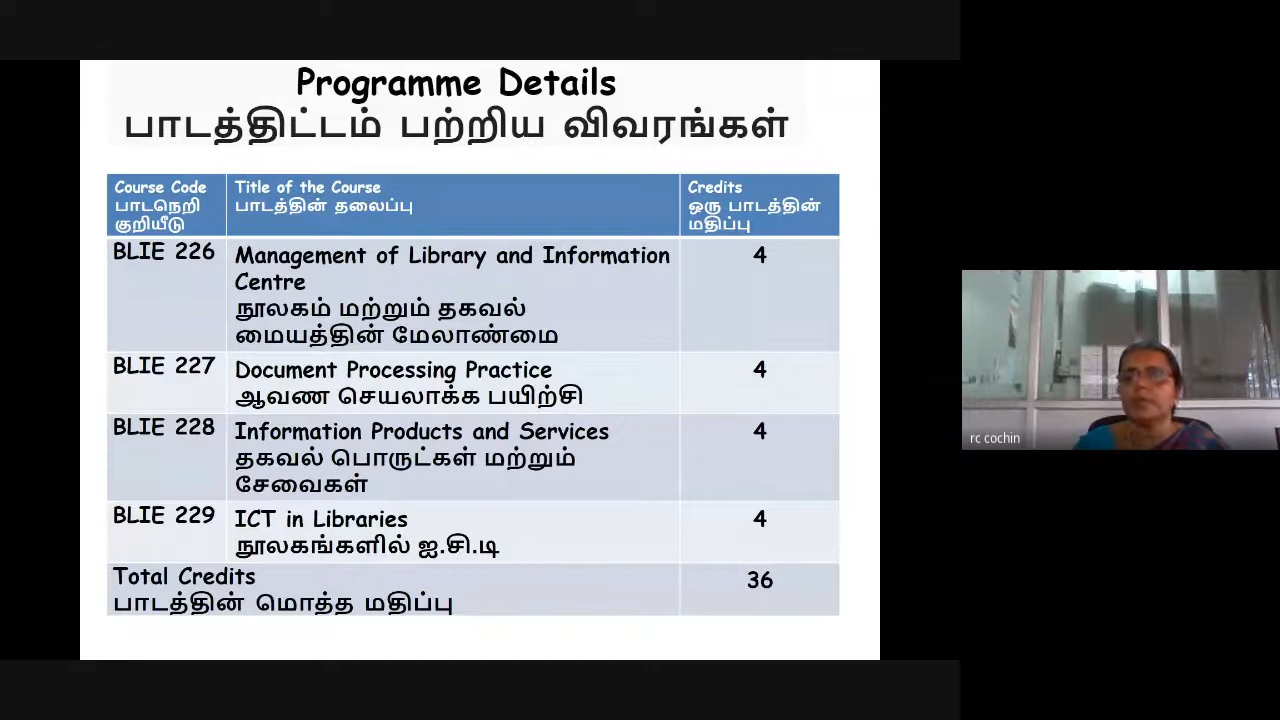 Programme Details
பாடத்திட்டம் பற்றிய விவரங்கள்
Course Code
பாடநெறி
குறியீடு
Title of the Course
பாடத்தின் தலைப்பு
Credits
ஒரு பாடத்தின்
மதிப்பு
BLIE 226
Management of Library and Information
Centre
நூலகம் மற்றும் தகவல்
மையத்தின் மேலாண்மை
4
BLIE 227
Document Processing Practice
ஆவண செயலாக்க பயிற்சி
4
BLIE 228
Information Products and Services
தகவல் பொருட்கள் மற்றும்
சேவைகள்
4
BLIE 229
ICT in Libraries
நூலகங்களில் ஐ.சி.டி
4
Total Credits
பாடத்தின் மொத்த மதிப்பு
36
rc cochin